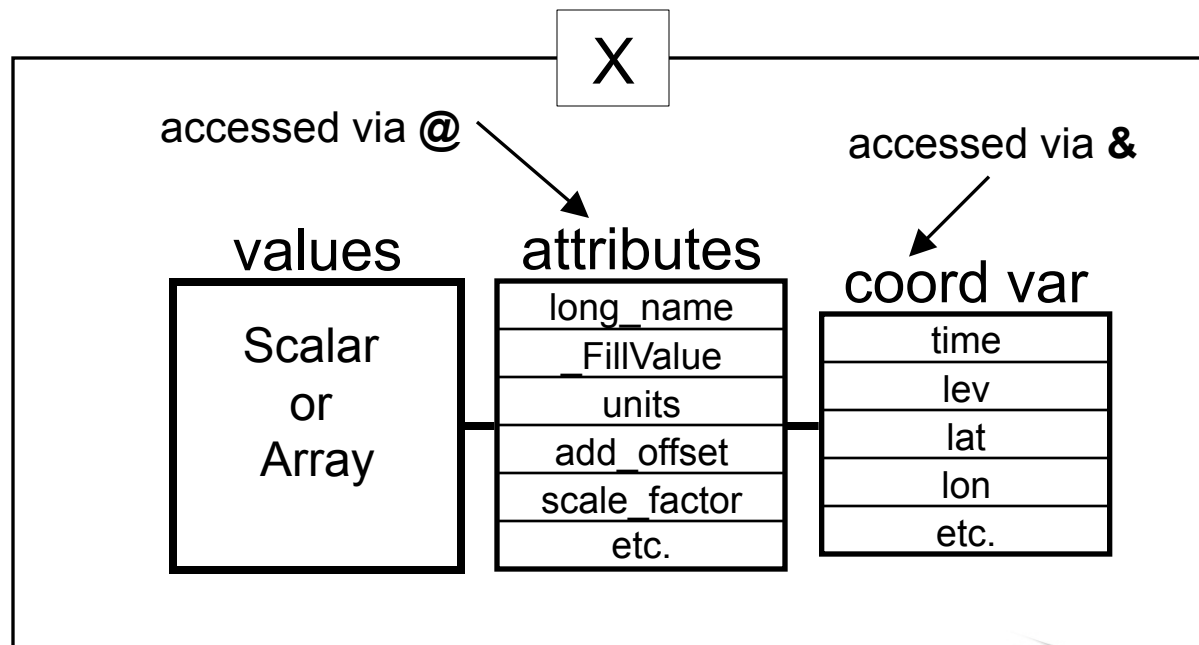 X
accessed via @
accessed via &
values
Scalar
or
Array
attributes
long_name
_FillValue
units
add_offset
scale_factor
etc.
coord var
time
lev
lat
lon
etc.